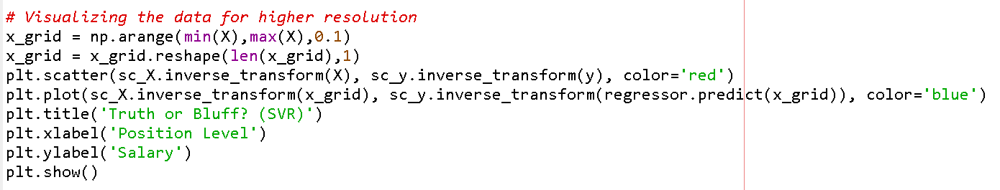 # Visualizing the data for higher resolution
x_grid = np.arange(min(X),max(X),0.1)
x_grid = x_grid.reshape(len(x_grid),1)
plt.scatter(sc_X.inverse_transform(X), sc_y.inverse_transform(y), color='red')
plt.plot(sc_X.inverse_transform(x_grid), sc_y.inverse_transform(regressor.predict(x_grid)), color='blue')
plt.title('Truth or Bluff? (SVR)')
plt.xlabel('Position Level')
plt.ylabel('Salary')
plt.show()